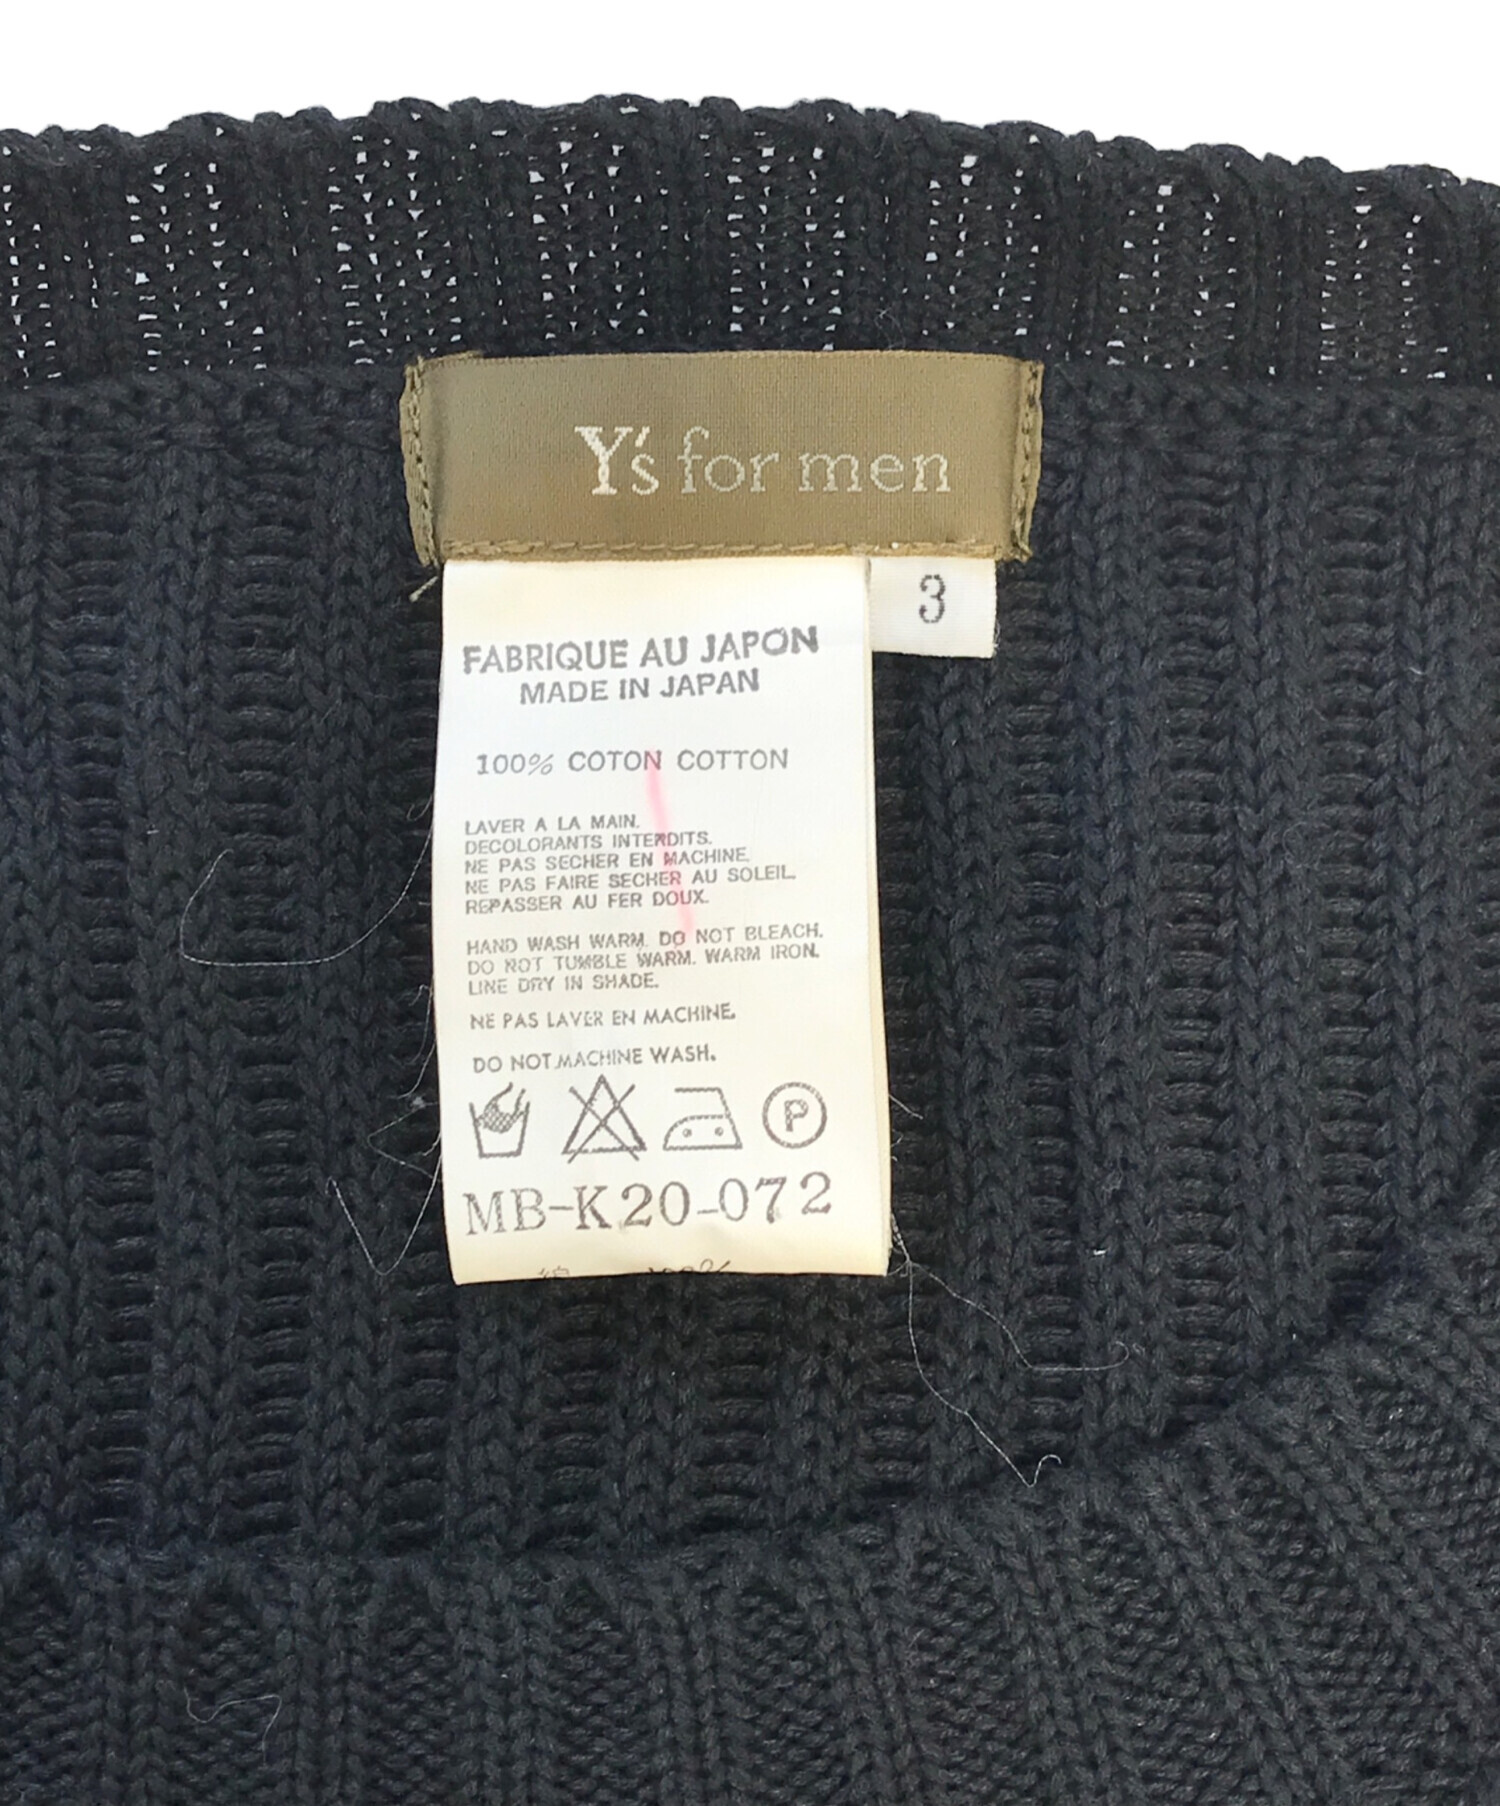 Y's for men
3
FABRIQUE AU JAPON
MADE IN JAPAN
100% COTON COTTON
LAVER A LA MAIN.
DECOLORANTS INTERDITS.
NE PAS SECHER EN MACHINE.
NE PAS FAIRE SECHER AU SOLEIL.
REPASSER AU FER DOUX.
HAND WASH WARM. DO NOT BLEACH.
DO NOT TUMBLE WARM. WARM IRON.
LINE DRY IN SHADE.
NE PAS LAVER EN MACHINE.
DO NOT MACHINE WASH.
P
MB-K20-072